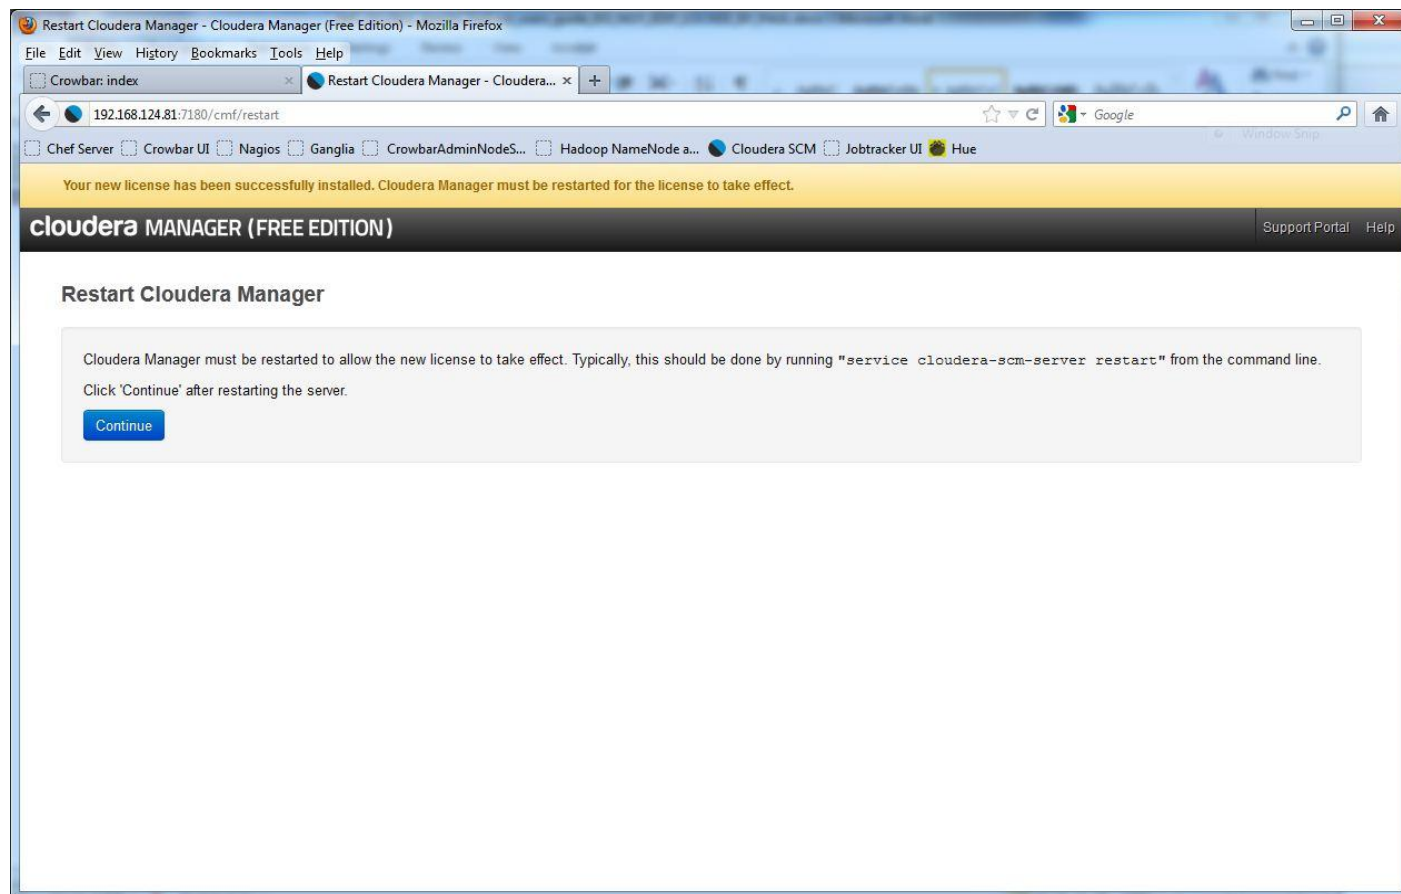 Restart Cloudera Manager - Cloudera Manager (Free Edition) - Mozilla Firefox
File Edit View History Bookmarks Tools Help
Crowbar: index
Restart Cloudera Manager - Cloudera...
192.168.124.81:7180/cmf/restart
Google
Window Snip
Chef Server Crowbar UI Nagios Ganglia CrowbarAdminNodeS... Hadoop NameNode a... Cloudera SCM Jobtracker UI Hue
Your new license has been successfully installed. Cloudera Manager must be restarted for the license to take effect.
cloudera MANAGER (FREE EDITION)
Support Portal Help
Restart Cloudera Manager
Cloudera Manager must be restarted to allow the new license to take effect. Typically, this should be done by running "service cloudera-scm-server restart" from the command line.
Click 'Continue' after restarting the server.
Continue